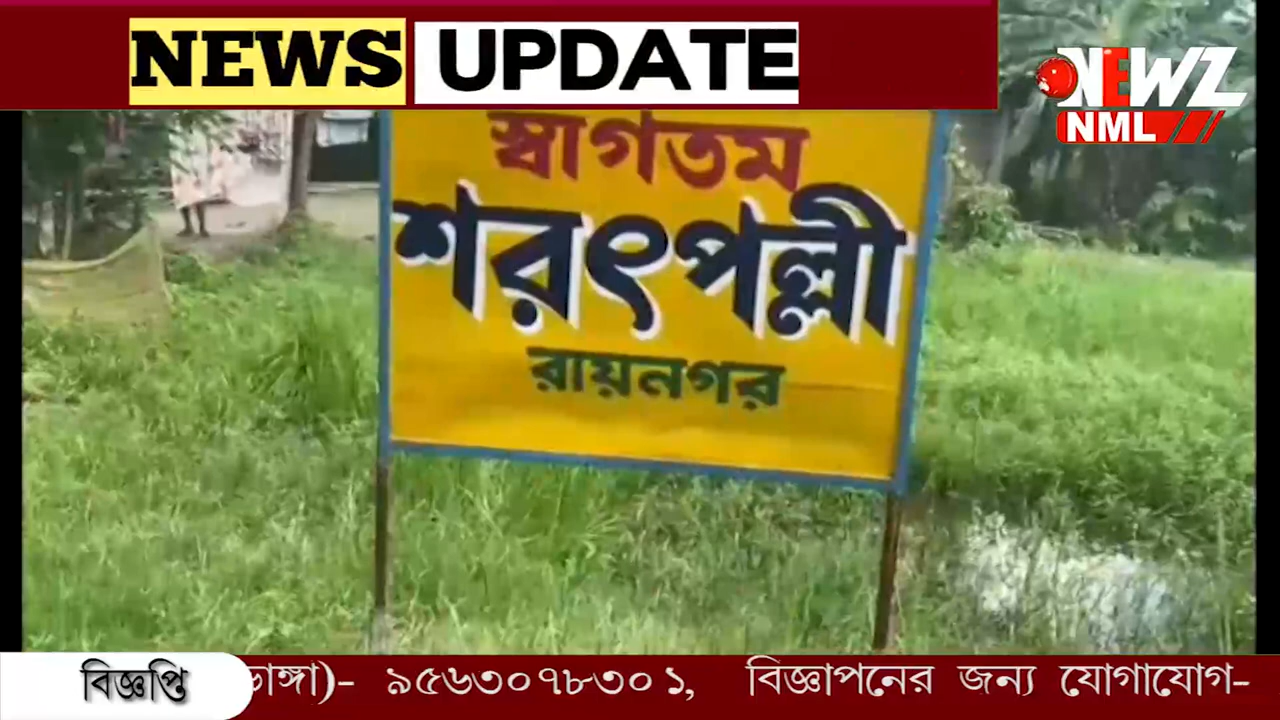 NEWS UPDATE
NEWZ
NML
স্বাগতম
শরৎপল্লী
রায়নগর
বিজ্ঞপ্তি
ডাঙ্গা)- ৯৫৬৩০৭৮৩০১, বিজ্ঞাপনের জন্য যোগাযোগ-